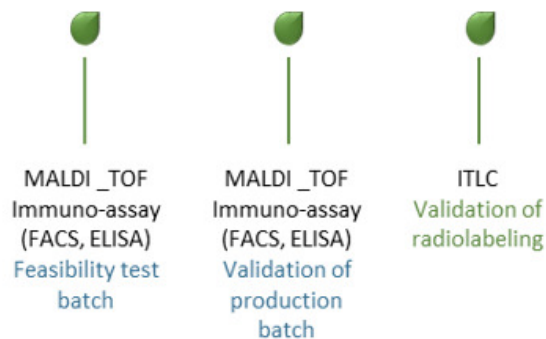 MALDI _TOF
Immuno-assay
(FACS, ELISA)
Feasibility test
batch
MALDI _TOF
Immuno-assay
(FACS, ELISA)
Validation of
production
batch
ITLC
Validation of
radiolabeling